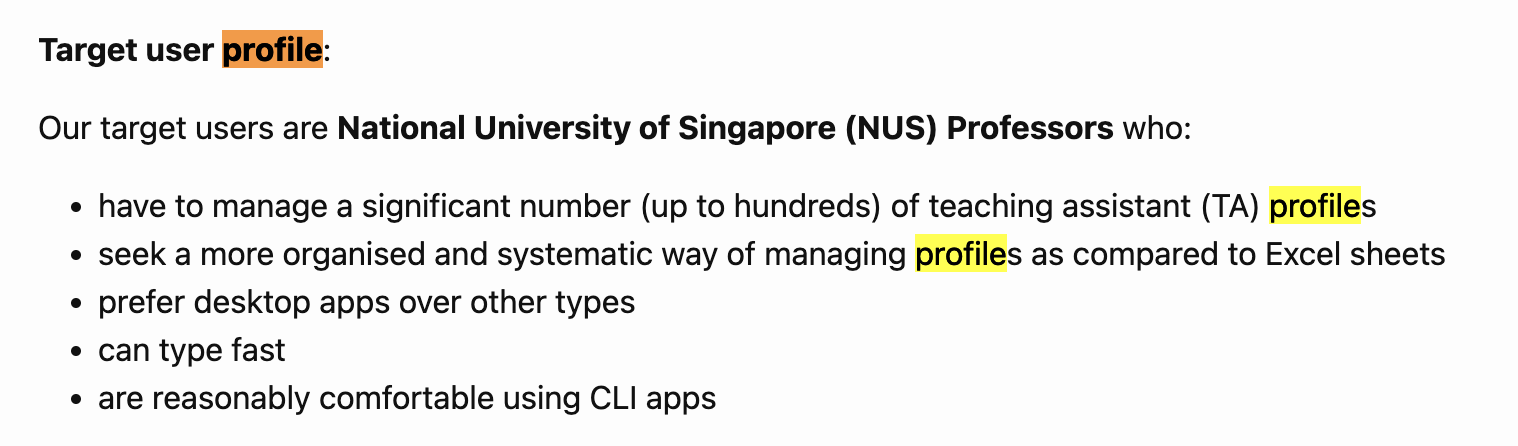 Target user profile:
Our target users are National University of Singapore (NUS) Professors who:
• have to manage a significant number (up to hundreds) of teaching assistant (TA) profiles
• seek a more organised and systematic way of managing profiles as compared to Excel sheets
• prefer desktop apps over other types
• can type fast
• are reasonably comfortable using CLI apps